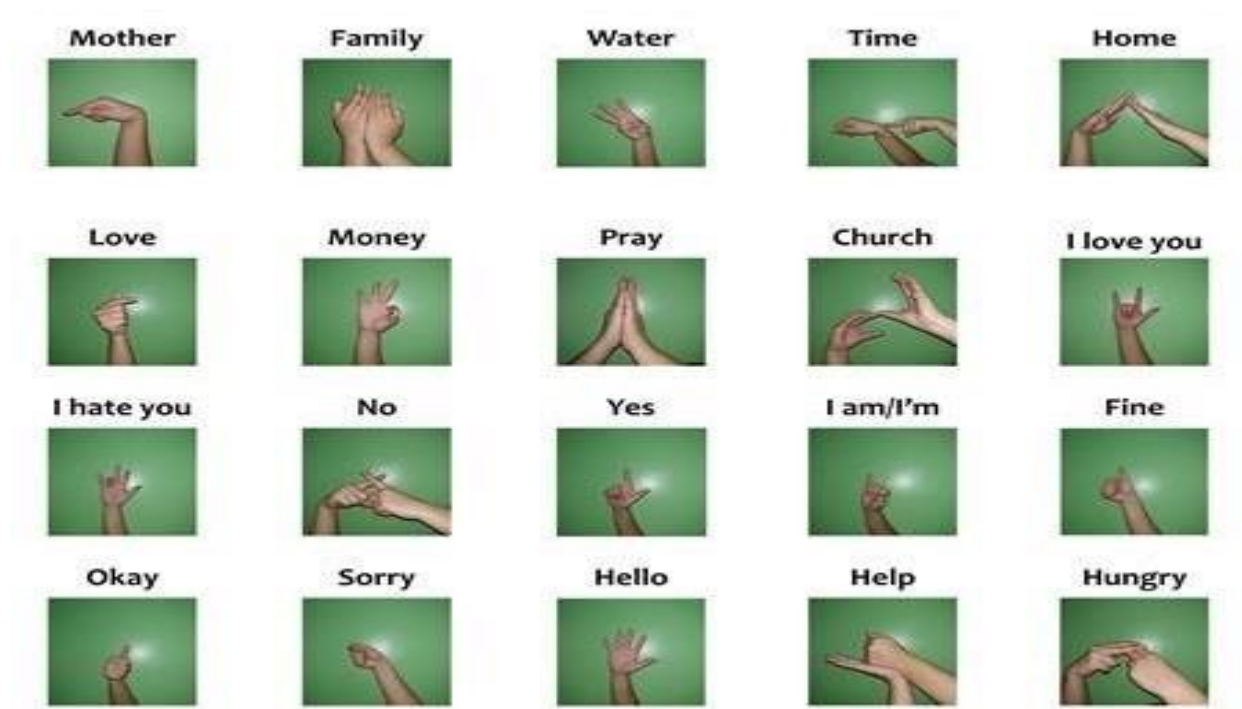 Mother Family Water Time Home
Love Money Pray Church I love you
I hate you No Yes I am/I'm Fine
Okay Sorry Hello Help Hungry